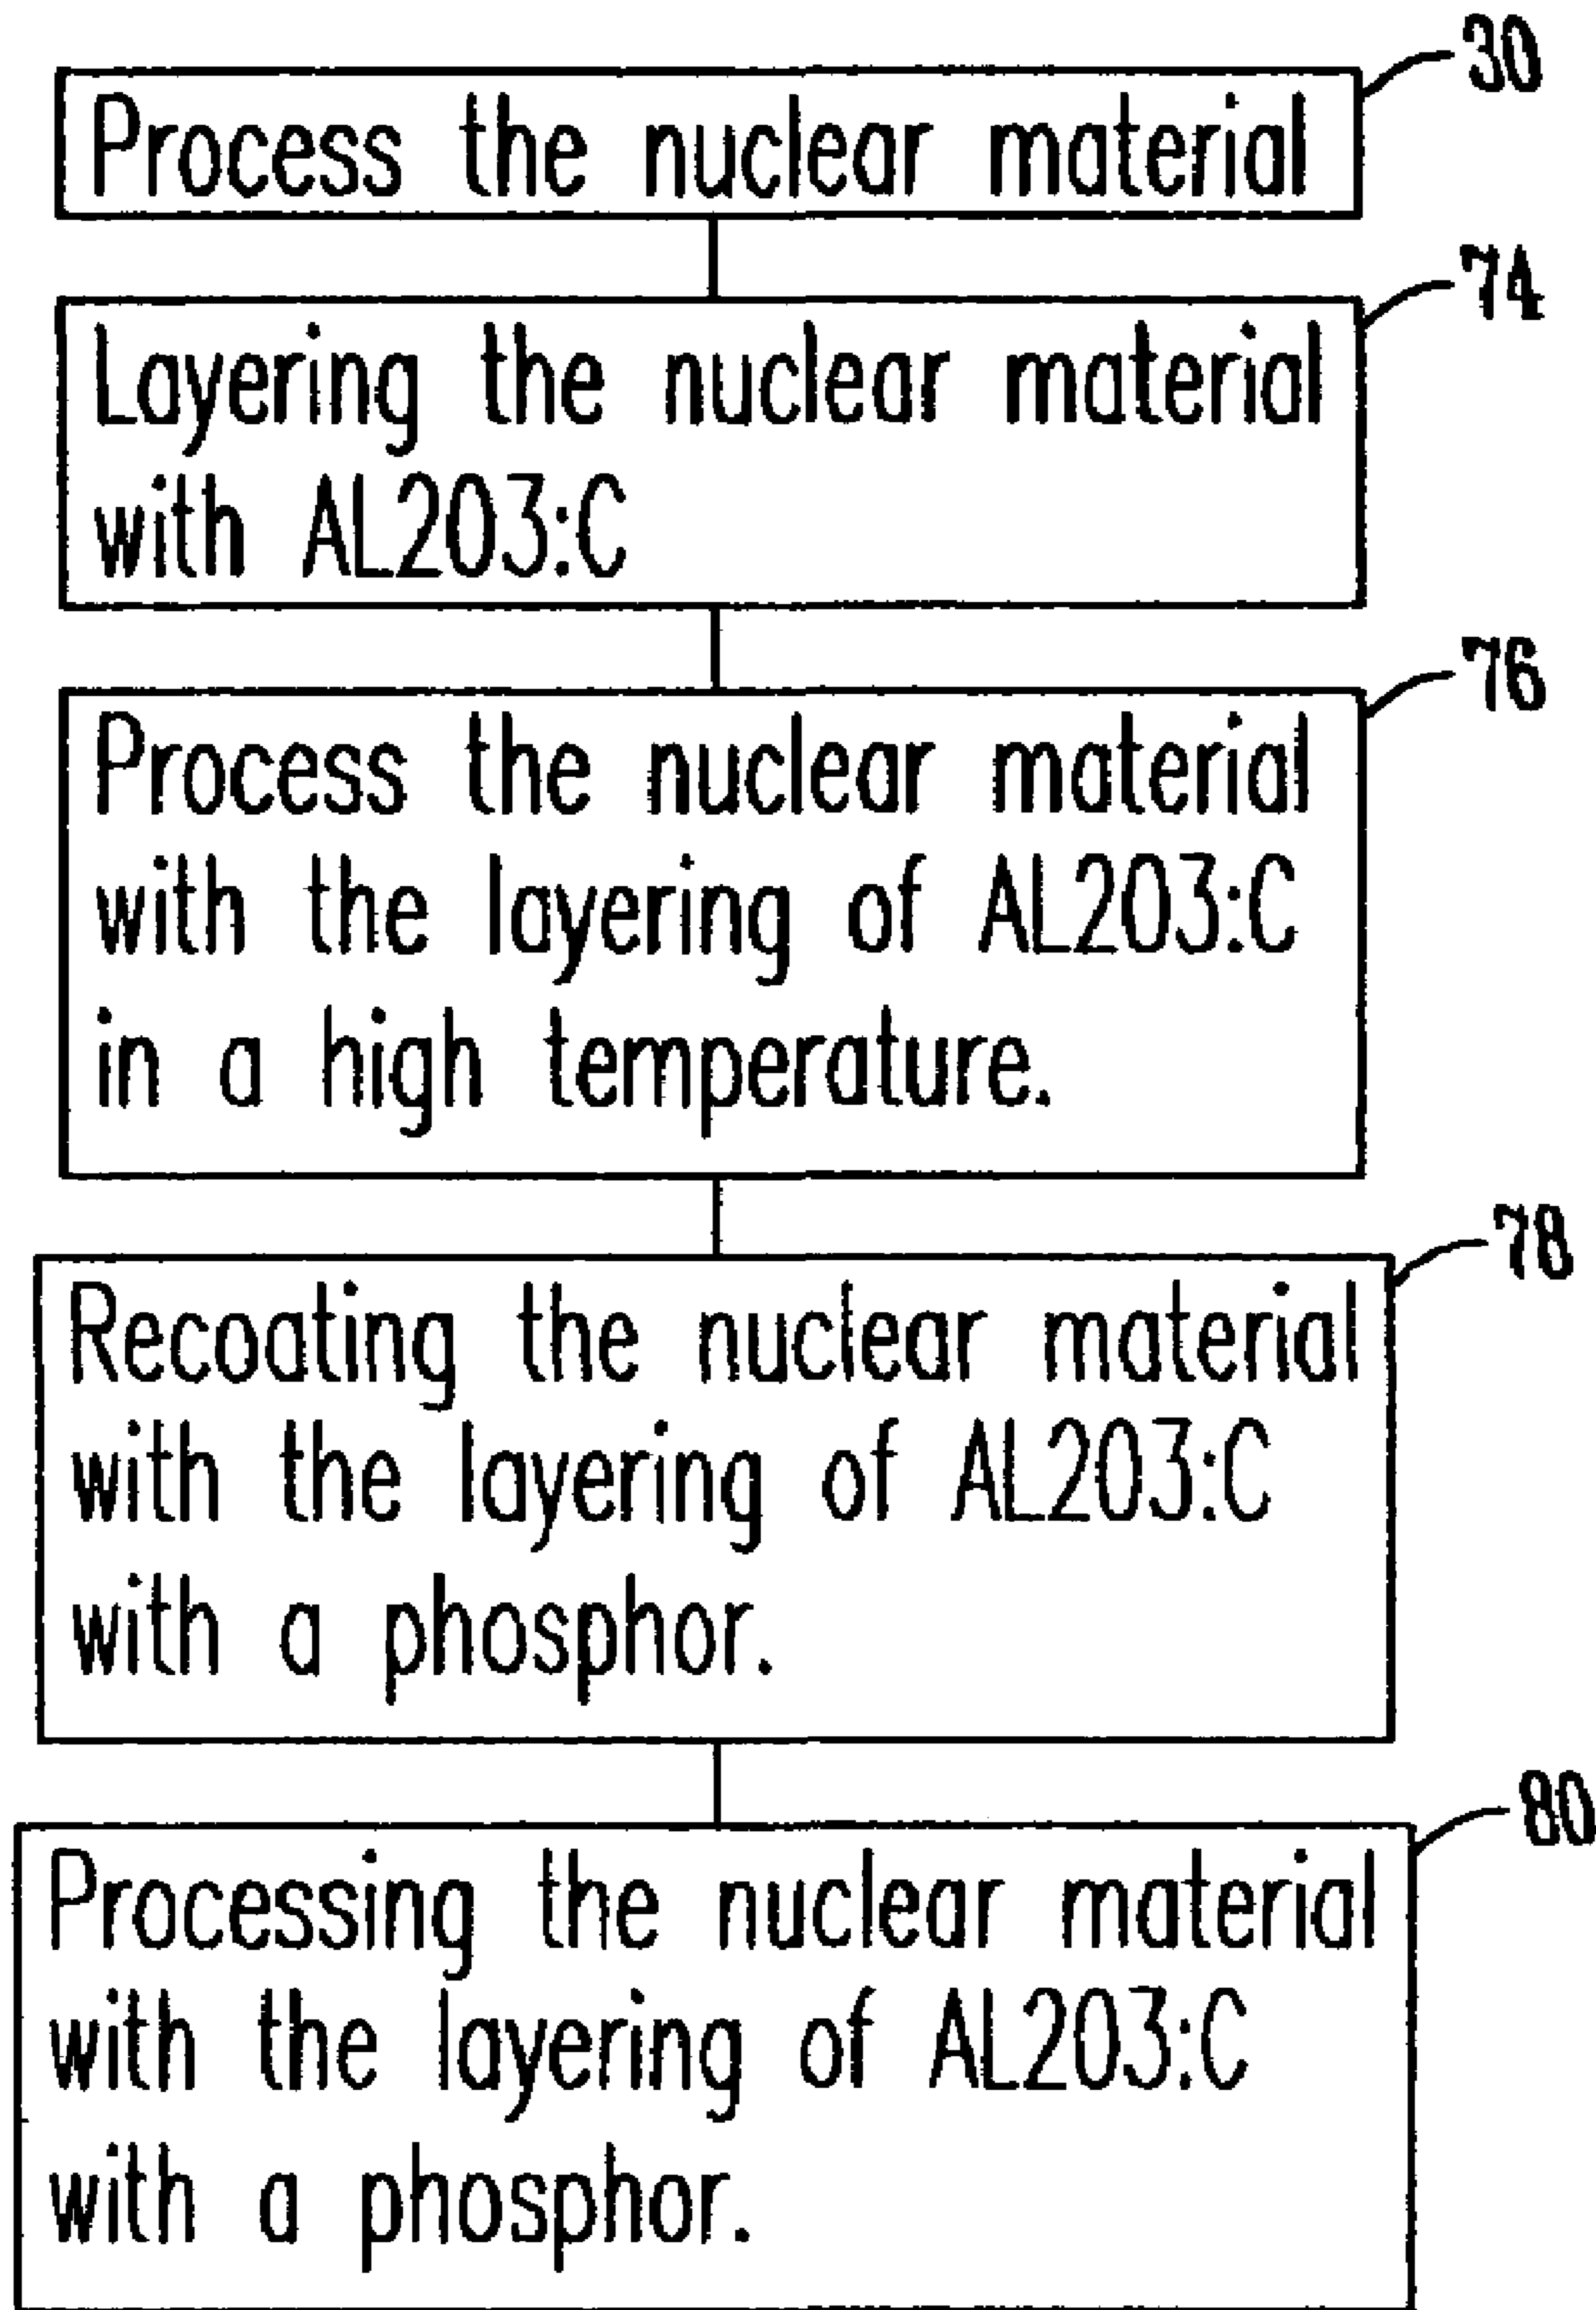 30
Process the nuclear material
74
Layering the nuclear material
with AL203:C
76
Process the nuclear material
with the layering of AL203:C
in a high temperature.
78
Recoating the nuclear material
with the layering of AL203:C
with a phosphor.
80
Processing the nuclear material
with the layering of AL203:C
with a phosphor.